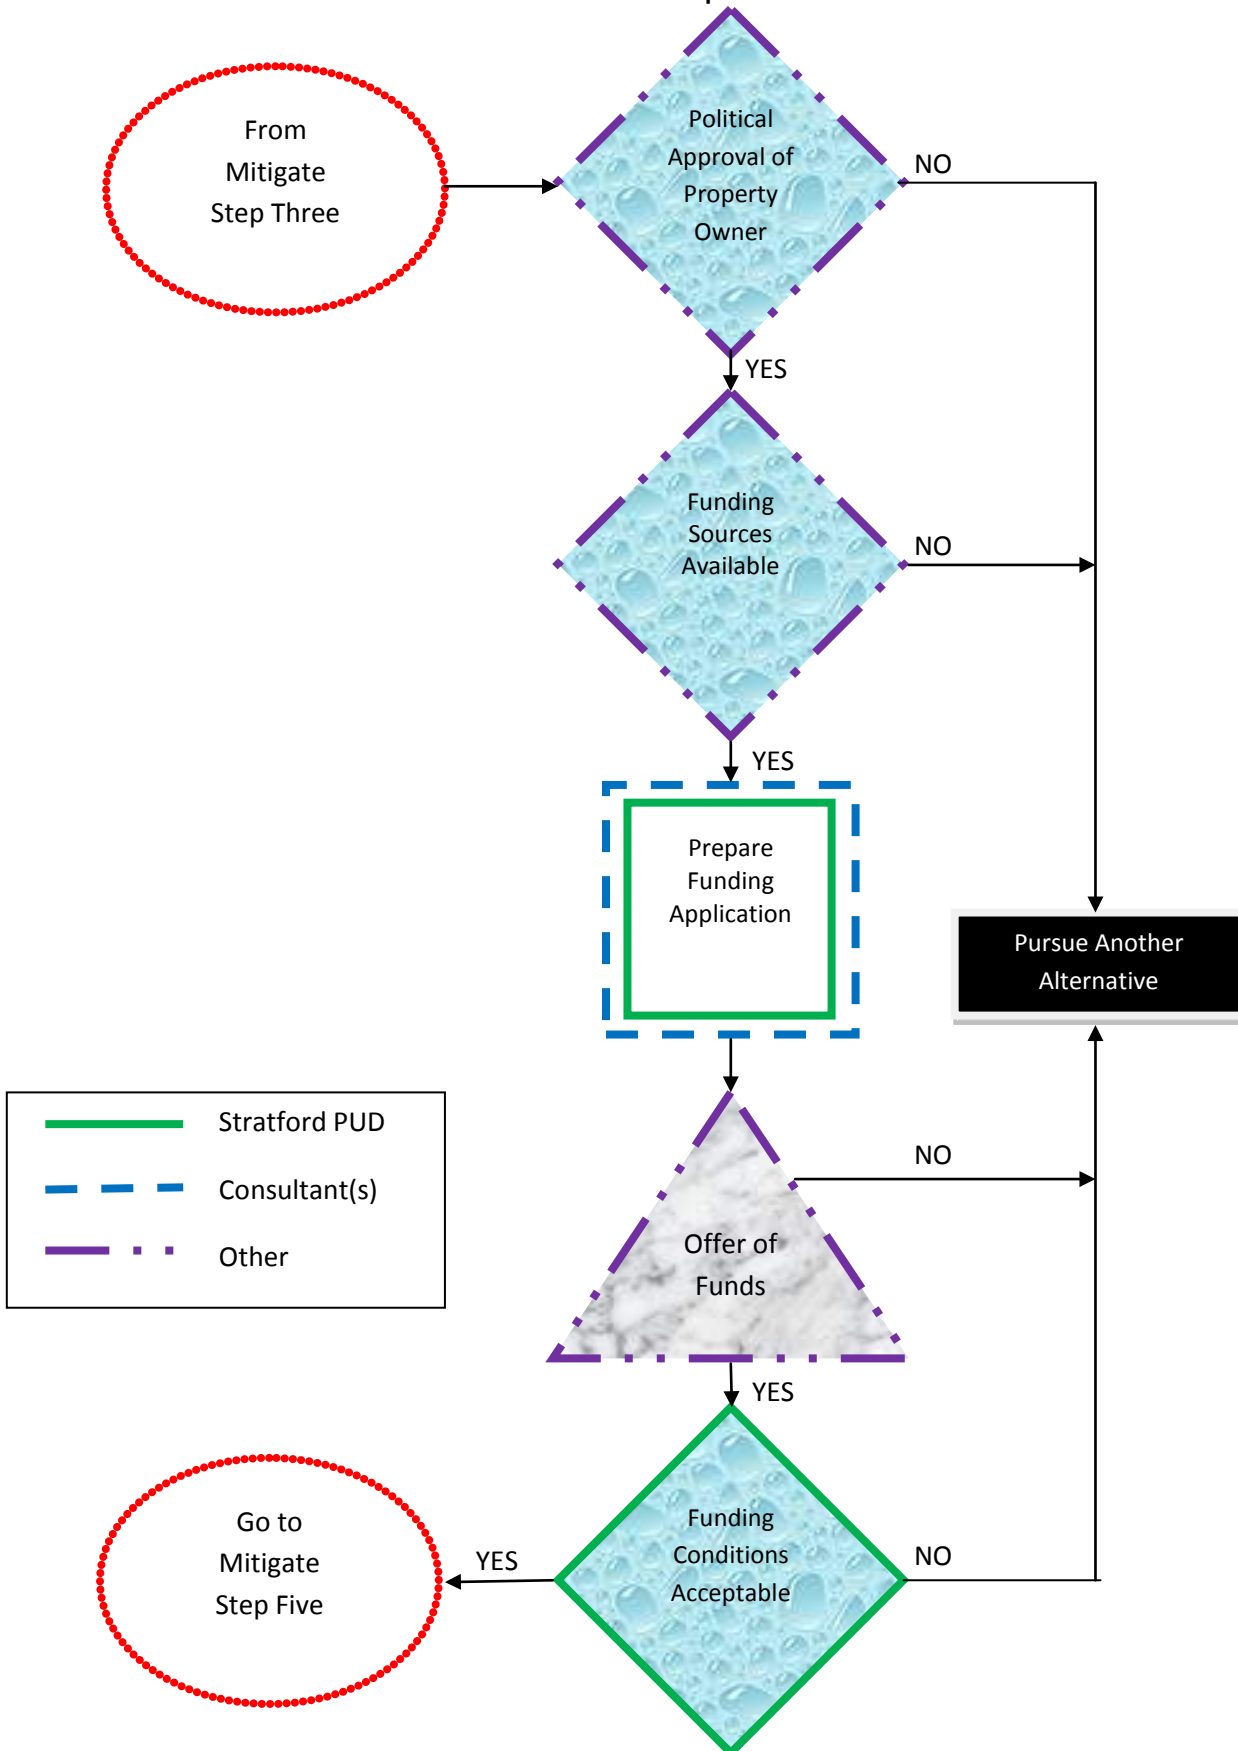 From
Mitigate
Step Three
Political
Approval of
Property
Owner
NO
YES
Funding
Sources
Available
NO
YES
Prepare
Funding
Application
Pursue Another
Alternative
Stratford PUD
Consultant(s)
Other
NO
Offer of
Funds
YES
Go to
Mitigate
Step Five
YES
Funding
Conditions
Acceptable
NO